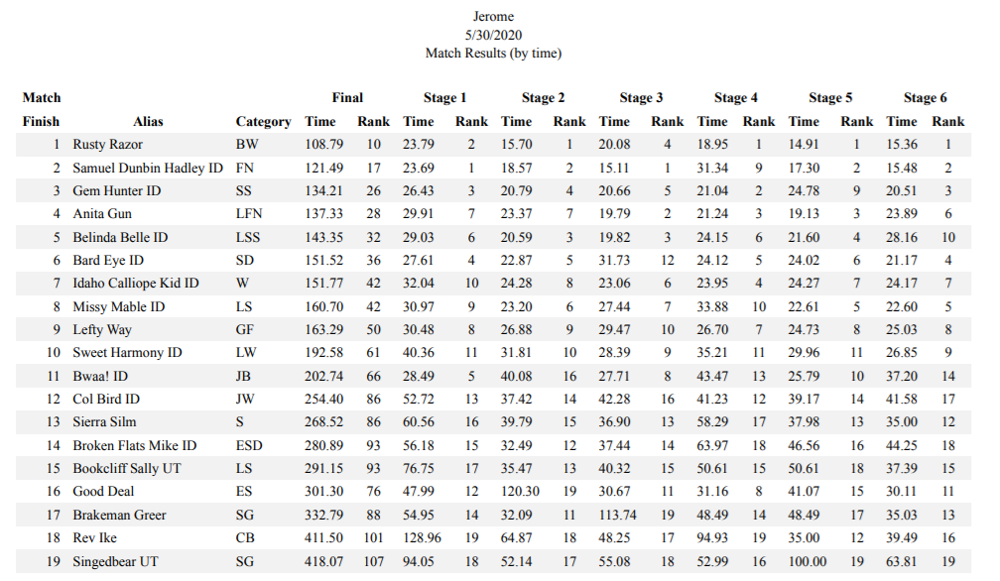 Jerome
5/30/2020
Match Results (by time)
Match Final Stage 1 Stage 2 Stage 3 Stage 4 Stage 5 Stage 6
Finish Alias Category Time Rank Time Rank Time Rank Time Rank Time Rank Time Rank Time Rank
1 Rusty Razor BW 108.79 10 23.79 2 15.70 1 20.08 4 18.95 1 14.91 1 15.36 1
2 Samuel Dunbin Hadley ID FN 121.49 17 23.69 1 18.57 2 15.11 1 31.34 9 17.30 2 15.48 2
3 Gem Hunter ID SS 134.21 26 26.43 3 20.79 4 20.66 5 21.04 2 24.78 9 20.51 3
4 Anita Gun LFN 137.33 28 29.91 7 23.37 7 19.79 2 21.24 3 19.13 3 23.89 6
5 Belinda Belle ID LSS 143.35 32 29.03 6 20.59 3 19.82 3 24.15 6 21.60 4 28.16 10
6 Bard Eye ID SD 151.52 36 27.61 4 22.87 5 31.73 12 24.12 5 24.02 6 21.17 4
7 Idaho Calliope Kid ID W 151.77 42 32.04 10 24.28 8 23.06 6 23.95 4 24.27 7 24.17 7
8 Missy Mable ID LS 160.70 42 30.97 9 23.20 6 27.44 7 33.88 10 22.61 5 22.60 5
9 Lefty Way GF 163.29 50 30.48 8 26.88 9 29.47 10 26.70 7 24.73 8 25.03 8
10 Sweet Harmony ID LW 192.58 61 40.36 11 31.81 10 28.39 9 35.21 11 29.96 11 26.85 9
11 Bwaa! ID JB 202.74 66 28.49 5 40.08 16 27.71 8 43.47 13 25.79 10 37.20 14
12 Col Bird ID JW 254.40 86 52.72 13 37.42 14 42.28 16 41.23 12 39.17 14 41.58 17
13 Sierra Silm S 268.52 86 60.56 16 39.79 15 36.90 13 58.29 17 37.98 13 35.00 12
14 Broken Flats Mike ID ESD 280.89 93 56.18 15 32.49 12 37.44 14 63.97 18 46.56 16 44.25 18
15 Bookcliff Sally UT LS 291.15 93 76.75 17 35.47 13 40.32 15 50.61 15 50.61 18 37.39 15
16 Good Deal ES 301.30 76 47.99 12 120.30 19 30.67 11 31.16 8 41.07 15 30.11 11
17 Brakeman Greer SG 332.79 88 54.95 14 32.09 11 113.74 19 48.49 14 48.49 17 35.03 13
18 Rev Ike CB 411.50 101 128.96 19 64.87 18 48.25 17 94.93 19 35.00 12 39.49 16
19 Singedbear UT SG 418.07 107 94.05 18 52.14 17 55.08 18 52.99 16 100.00 19 63.81 19